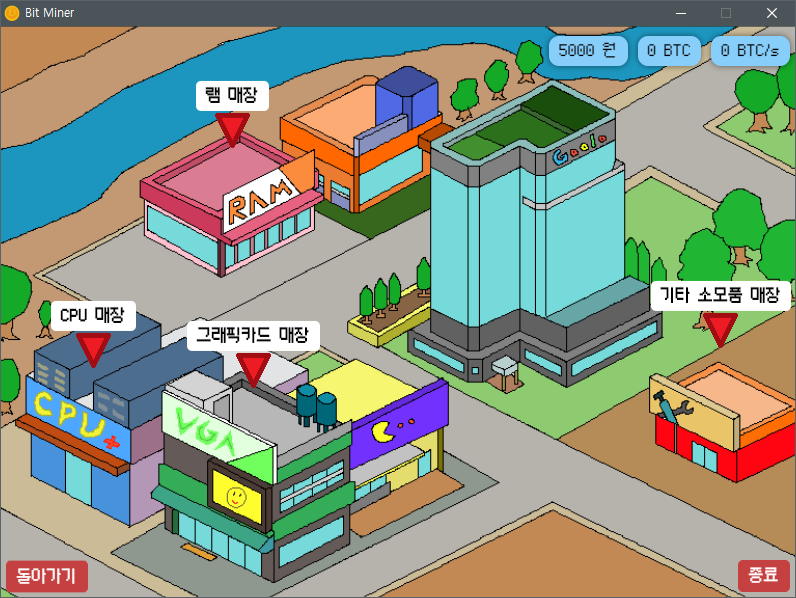 Bit Miner
5000 원 0 BTC 0 BTC/s
램 매장
RAM
Goolo
기타 소모품 매장
CPU 매장
그래픽카드 매장
CPU+
VGA
돌아가기
종료